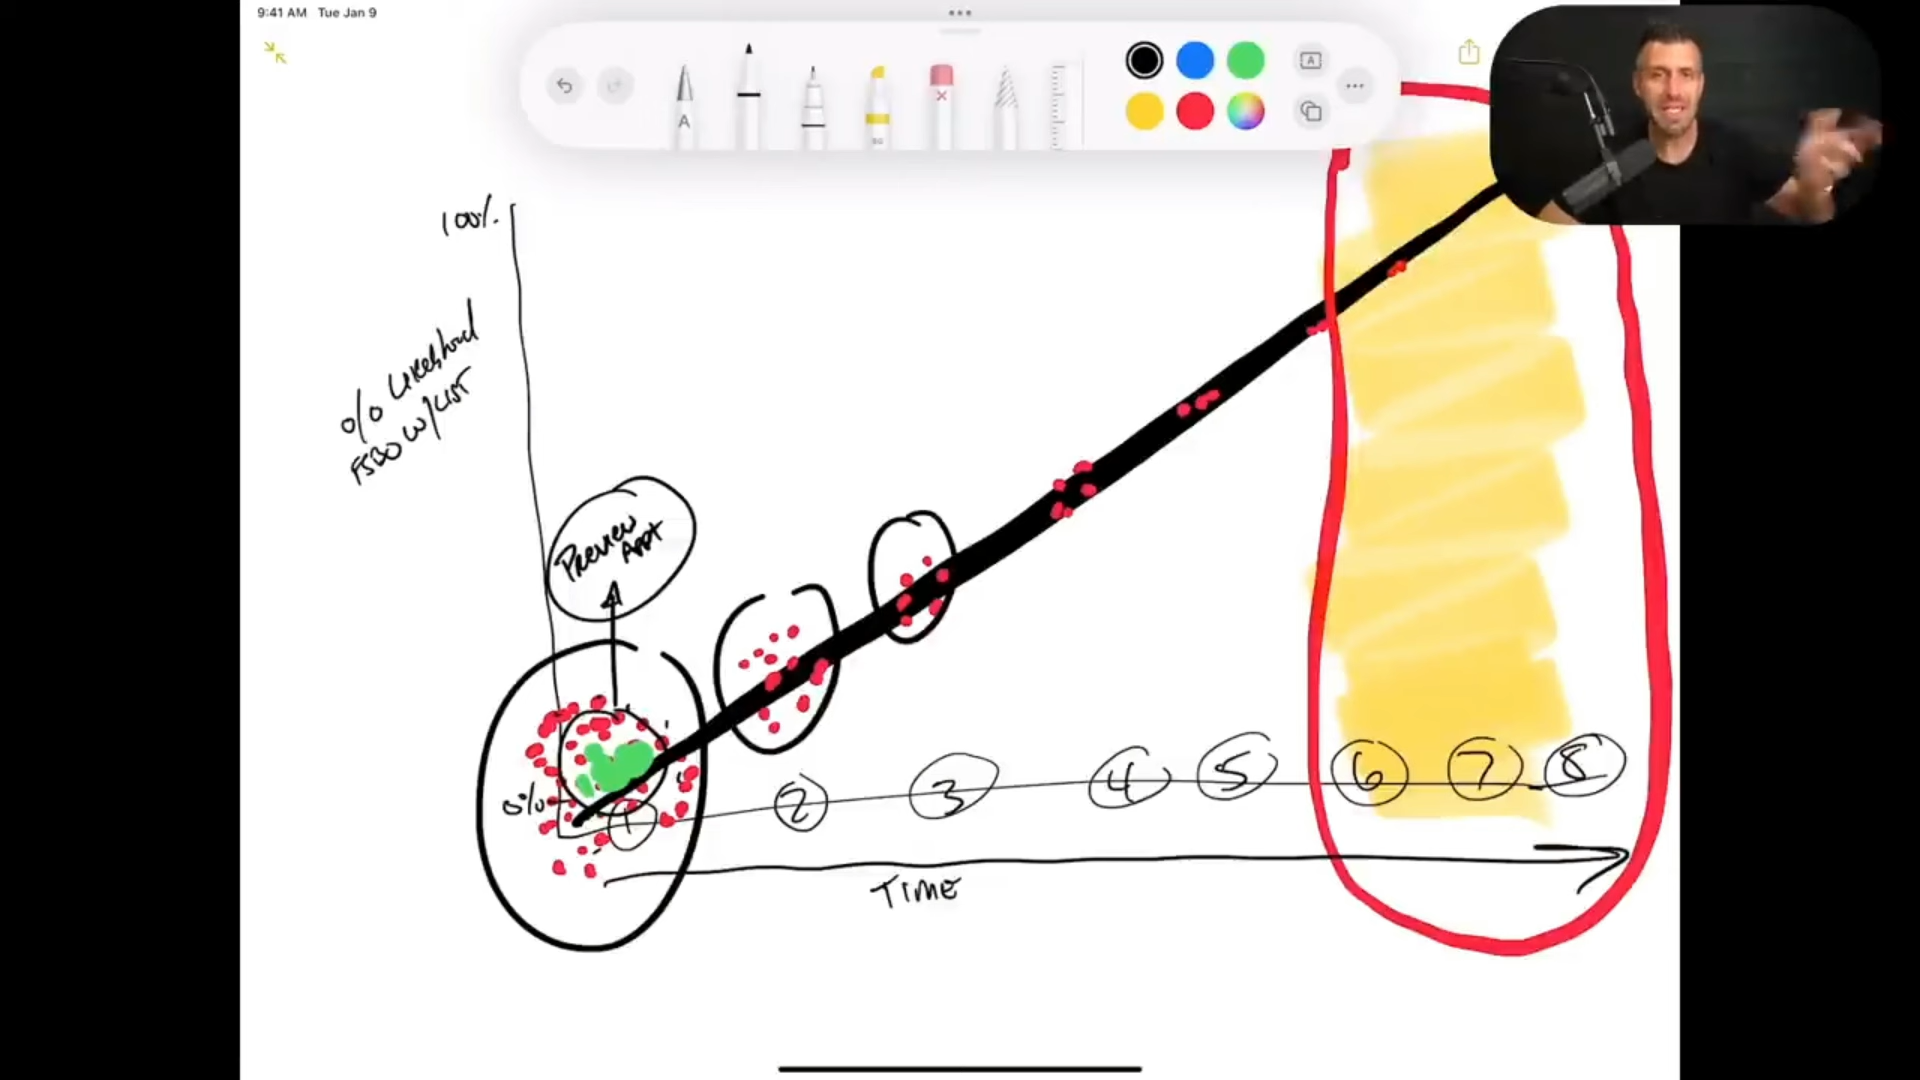 9:41 AM Tue Jan 9
A
A
80
100%
% Likelihood
FSBO W/LIST
Preview
APPT
0%
1
2
3
4
5
6
7
8
TIME